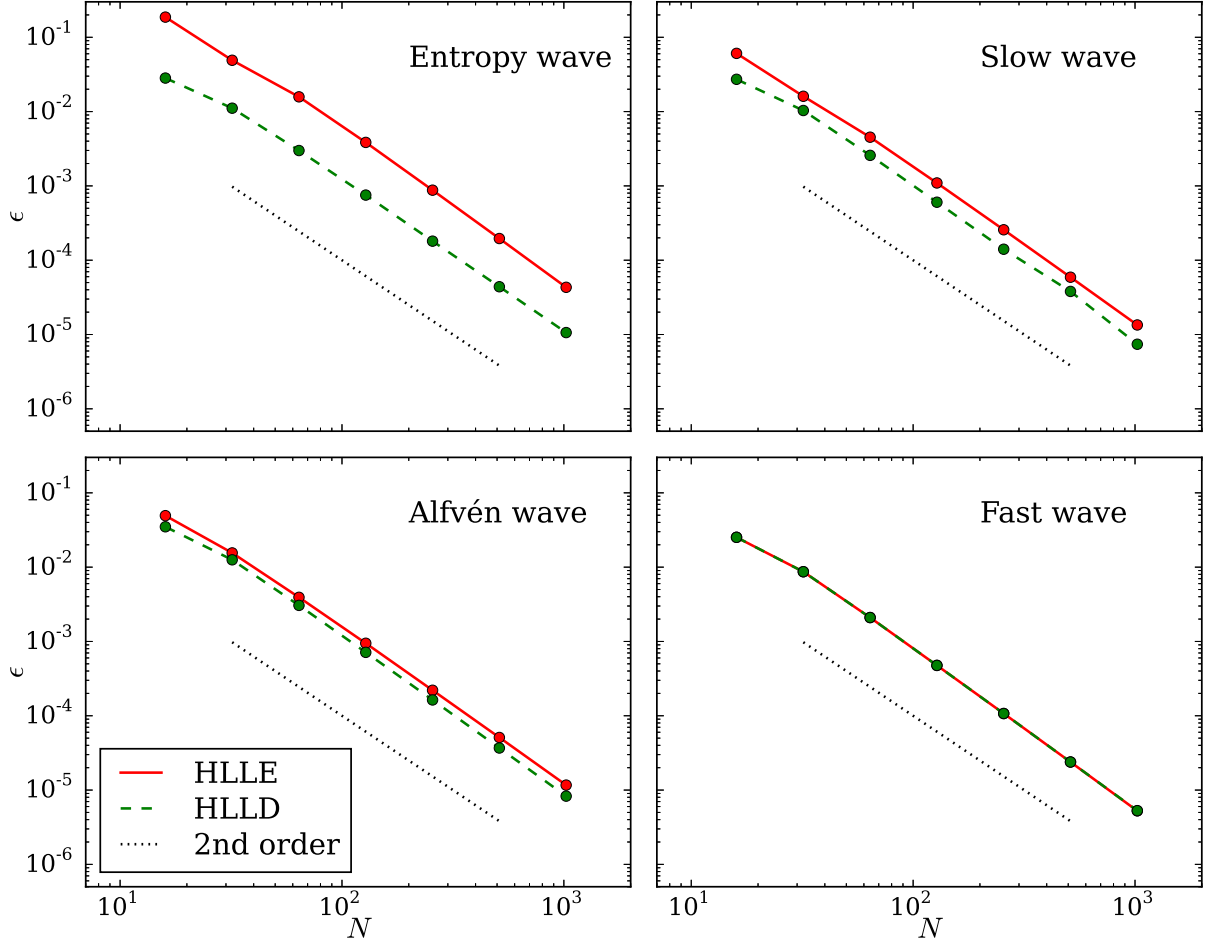 Entropy wave
Slow wave
10^-1
10^-2
10^-3
10^-4
10^-5
10^-6
ϵ
Alfvén wave
Fast wave
10^-1
10^-2
10^-3
10^-4
10^-5
10^-6
ϵ
HLLE
HLLD
2nd order
10^1
10^2
10^3
N
10^1
10^2
10^3
N